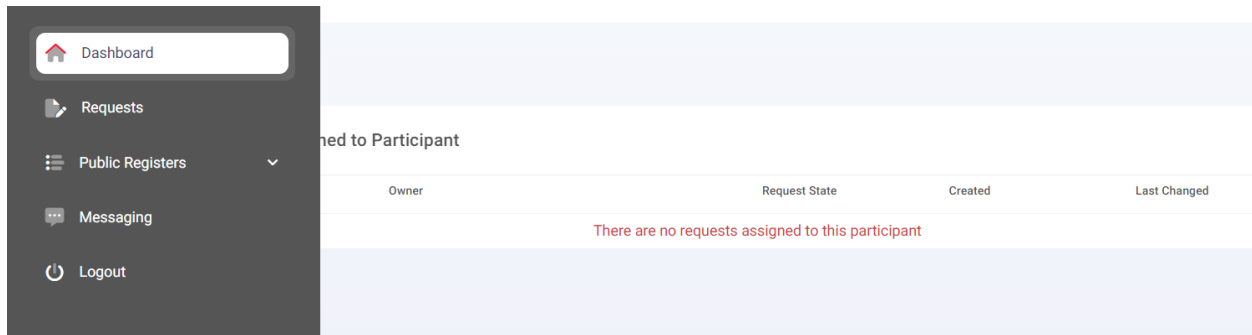 Dashboard
Requests
Public Registers
Messaging
Logout
ned to Participant
Owner Request State Created Last Changed
There are no requests assigned to this participant